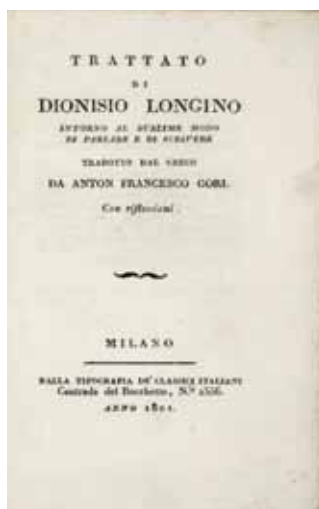 TRATTATO
DI
DIONISIO LONGINO
INTORNO AL SUBLIME MODO
DI PARLARE E DI SCRIVERE
TRADOTTO DAL GRECO
DA ANTON FRANCESCO GORI.
Con riflessioni.
MILANO
DALLA TIPOGRAFIA DE' CLASSICI ITALIANI
Contrada del Bocchetto, N.º 2536.
ANNO 1801.